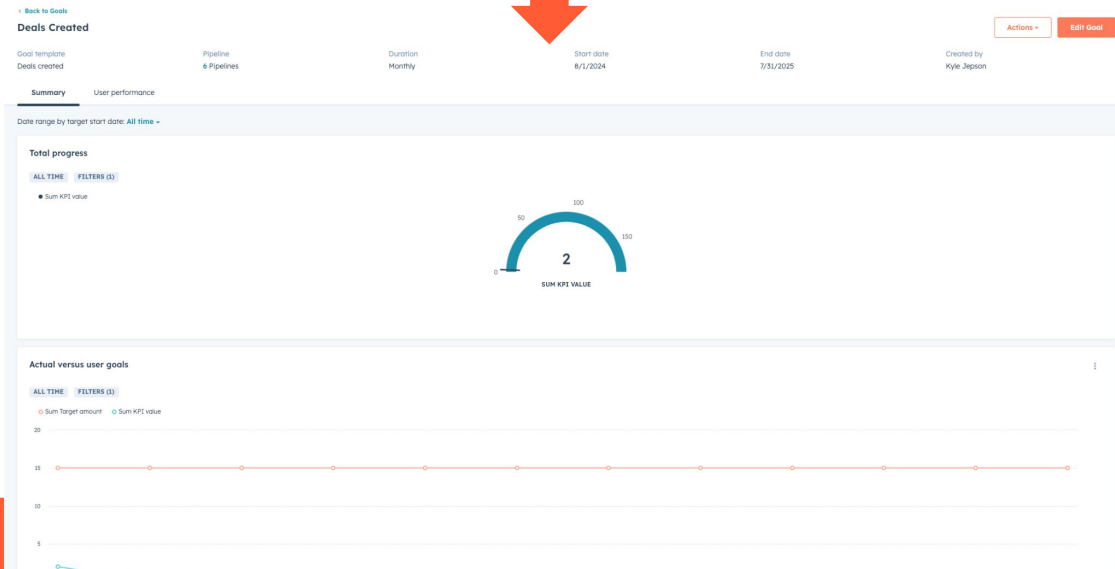 ‹ Back to Goals
Deals Created
Actions
Edit Goal
Goal template
Pipeline
Duration
Start date
End date
Created by
Deals created
6 Pipelines
Monthly
8/1/2024
7/31/2025
Kyle Jepson
Summary
User performance
Date range by target start date: All time
Total progress
ALL TIME
FILTERS (1)
Sum KPI value
100
50
150
0
2
SUM KPI VALUE
Actual versus user goals
ALL TIME
FILTERS (1)
Sum Target amount
Sum KPI value
20
15
10
5